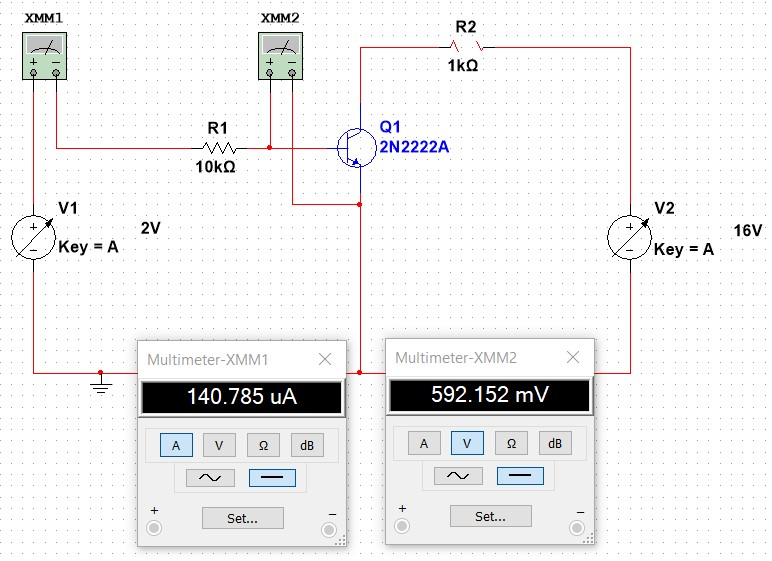 XMM1
XMM2
R2
1kΩ
R1
10kΩ
Q1
2N2222A
V1
Key = A
2V
V2
Key = A
16V
Multimeter-XMM1
140.785 uA
A V Ω dB
Set...
Multimeter-XMM2
592.152 mV
A V Ω dB
Set...